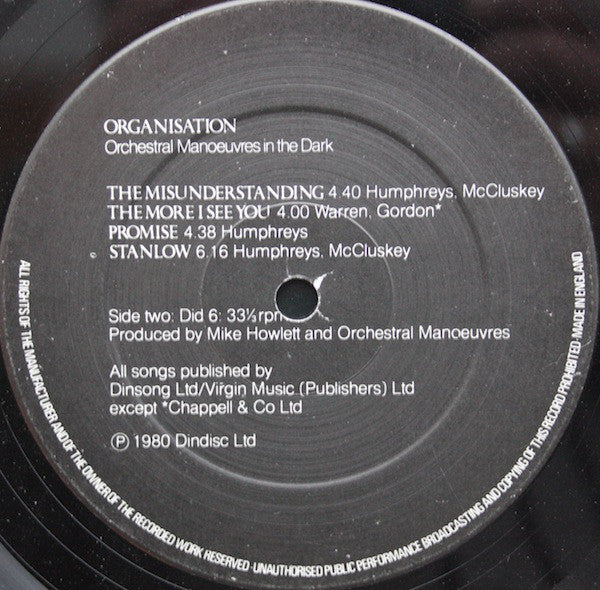 ORGANISATION
Orchestral Manoeuvres in the Dark
THE MISUNDERSTANDING 4.40 Humphreys, McCluskey
THE MORE I SEE YOU 4.00 Warren, Gordon*
PROMISE 4.38 Humphreys
STANLOW 6.16 Humphreys, McCluskey
Side two: Did 6: 33⅓ rpm
Produced by Mike Howlett and Orchestral Manoeuvres
All songs published by
Dinsong Ltd/Virgin Music (Publishers) Ltd
except *Chappell & Co Ltd
℗ 1980 Dindisc Ltd
ALL RIGHTS OF THE MANUFACTURER AND OF THE OWNER OF THE RECORDED WORK RESERVED·UNAUTHORISED PUBLIC PERFORMANCE BROADCASTING AND COPYING OF THIS RECORD PROHIBITED·MADE IN ENGLAND